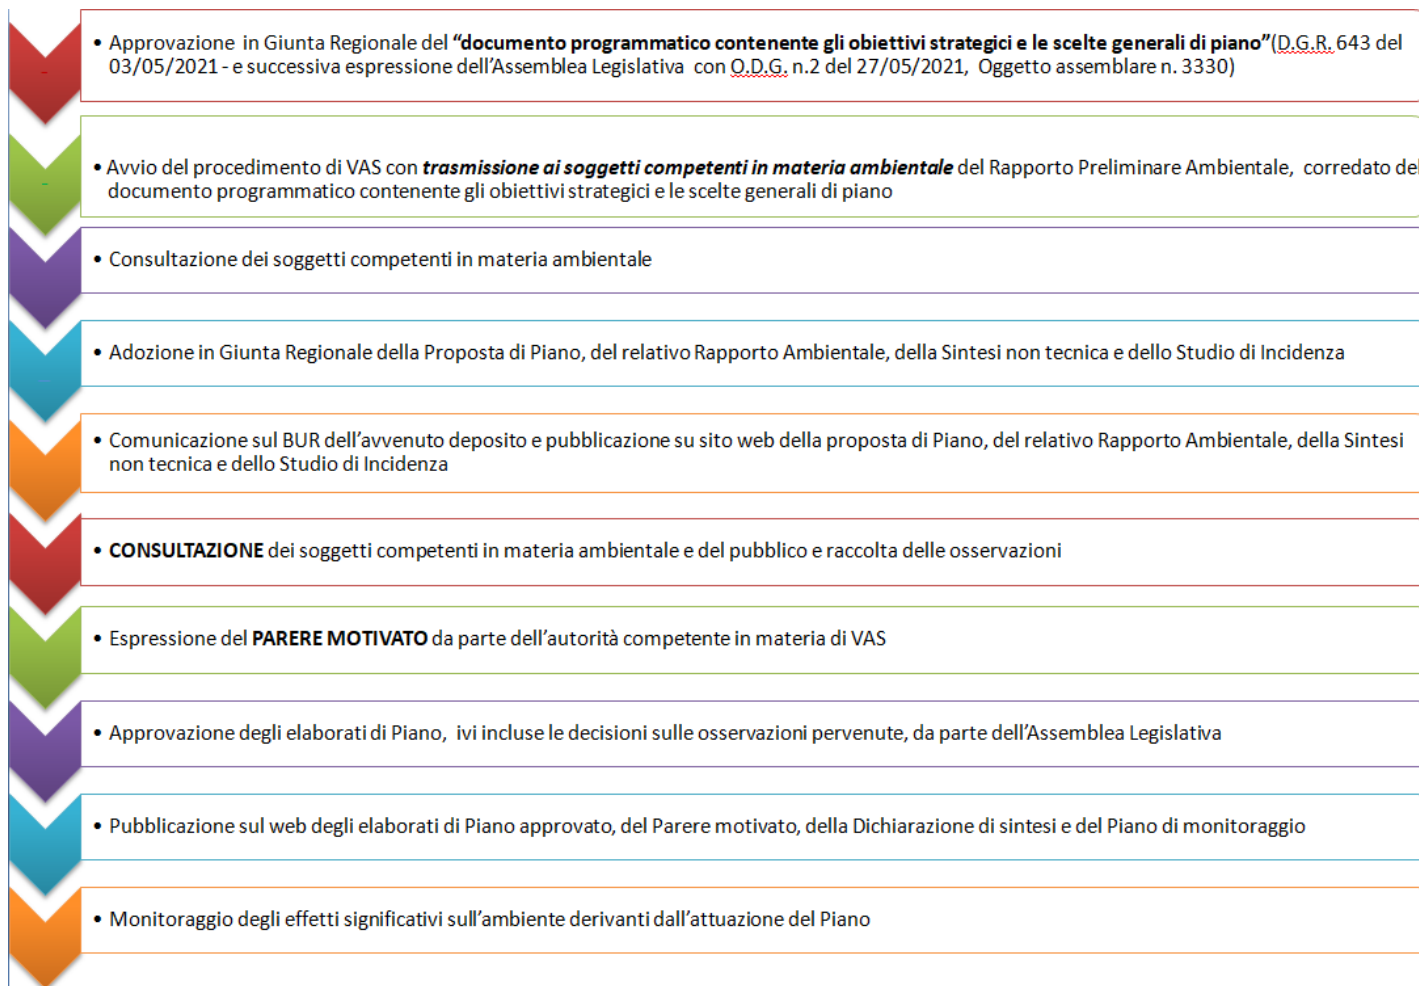 • Approvazione in Giunta Regionale del “documento programmatico contenente gli obiettivi strategici e le scelte generali di piano”(D.G.R. 643 del
03/05/2021 - e successiva espressione dell’Assemblea Legislativa con O.D.G. n.2 del 27/05/2021, Oggetto assemblare n. 3330)
• Avvio del procedimento di VAS con trasmissione ai soggetti competenti in materia ambientale del Rapporto Preliminare Ambientale, corredato del
documento programmatico contenente gli obiettivi strategici e le scelte generali di piano
• Consultazione dei soggetti competenti in materia ambientale
• Adozione in Giunta Regionale della Proposta di Piano, del relativo Rapporto Ambientale, della Sintesi non tecnica e dello Studio di Incidenza
• Comunicazione sul BUR dell’avvenuto deposito e pubblicazione su sito web della proposta di Piano, del relativo Rapporto Ambientale, della Sintesi
non tecnica e dello Studio di Incidenza
• CONSULTAZIONE dei soggetti competenti in materia ambientale e del pubblico e raccolta delle osservazioni
• Espressione del PARERE MOTIVATO da parte dell’autorità competente in materia di VAS
• Approvazione degli elaborati di Piano, ivi incluse le decisioni sulle osservazioni pervenute, da parte dell’Assemblea Legislativa
• Pubblicazione sul web degli elaborati di Piano approvato, del Parere motivato, della Dichiarazione di sintesi e del Piano di monitoraggio
• Monitoraggio degli effetti significativi sull’ambiente derivanti dall’attuazione del Piano